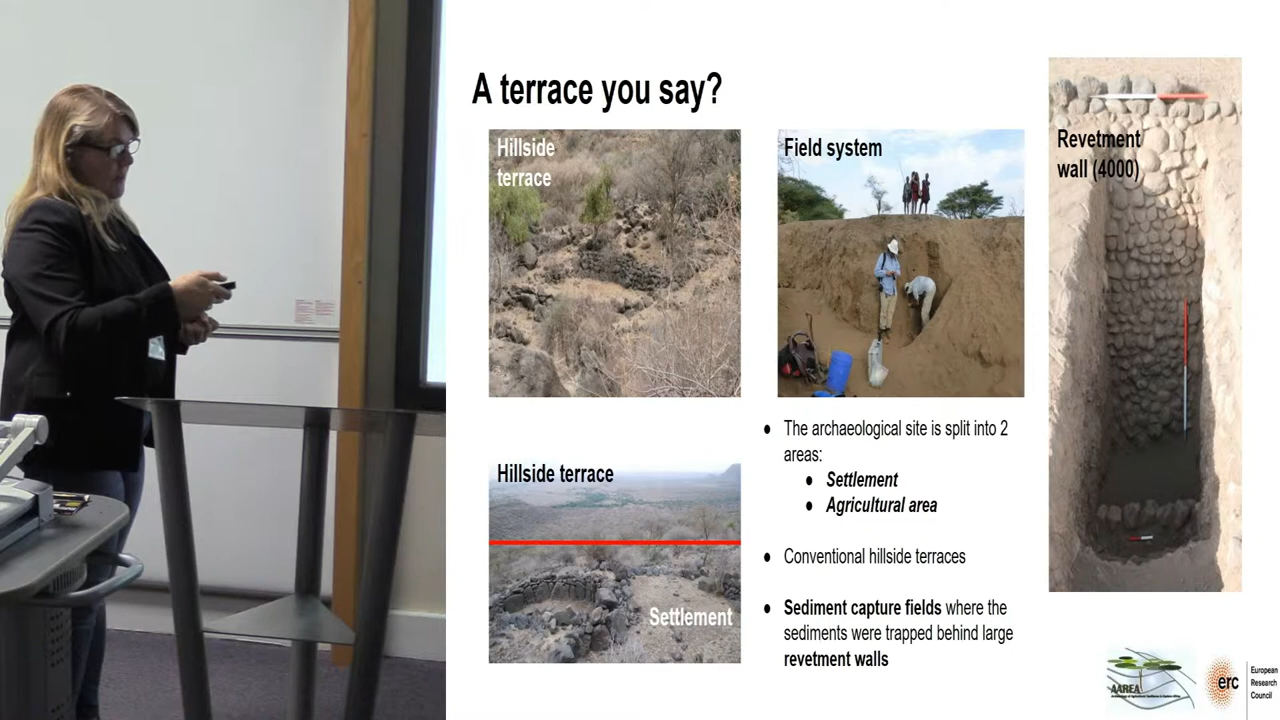 A terrace you say?
Hillside
terrace
Field system
Revetment
wall (4000)
Hillside terrace
Settlement
● The archaeological site is split into 2
areas:
● Settlement
● Agricultural area
● Conventional hillside terraces
● Sediment capture fields where the
sediments were trapped behind large
revetment walls
AAREA
erc
European
Research
Council